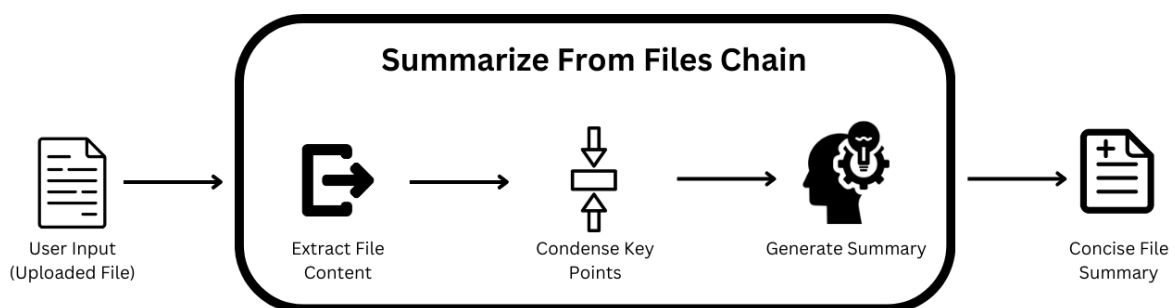 Summarize From Files Chain
User Input
(Uploaded File)
Extract File
Content
Condense Key
Points
Generate Summary
Concise File
Summary